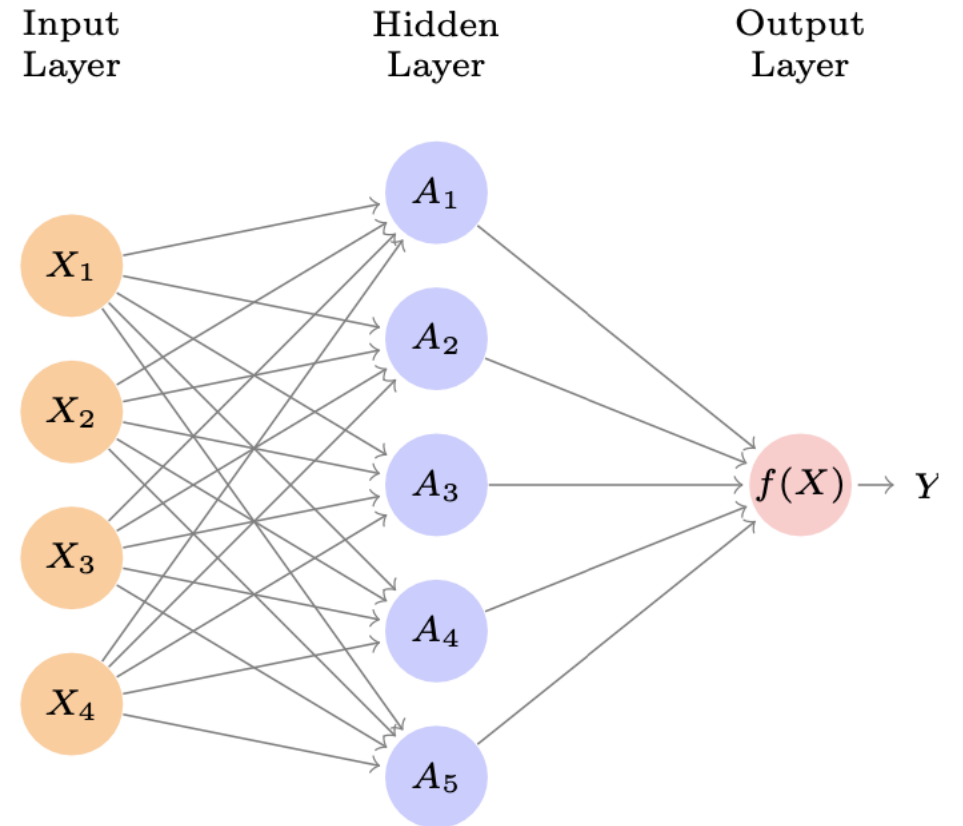 Input
Layer
Hidden
Layer
Output
Layer
A₁
X₁
A₂
X₂
A₃
f(X)
Y
X₃
A₄
X₄
A₅